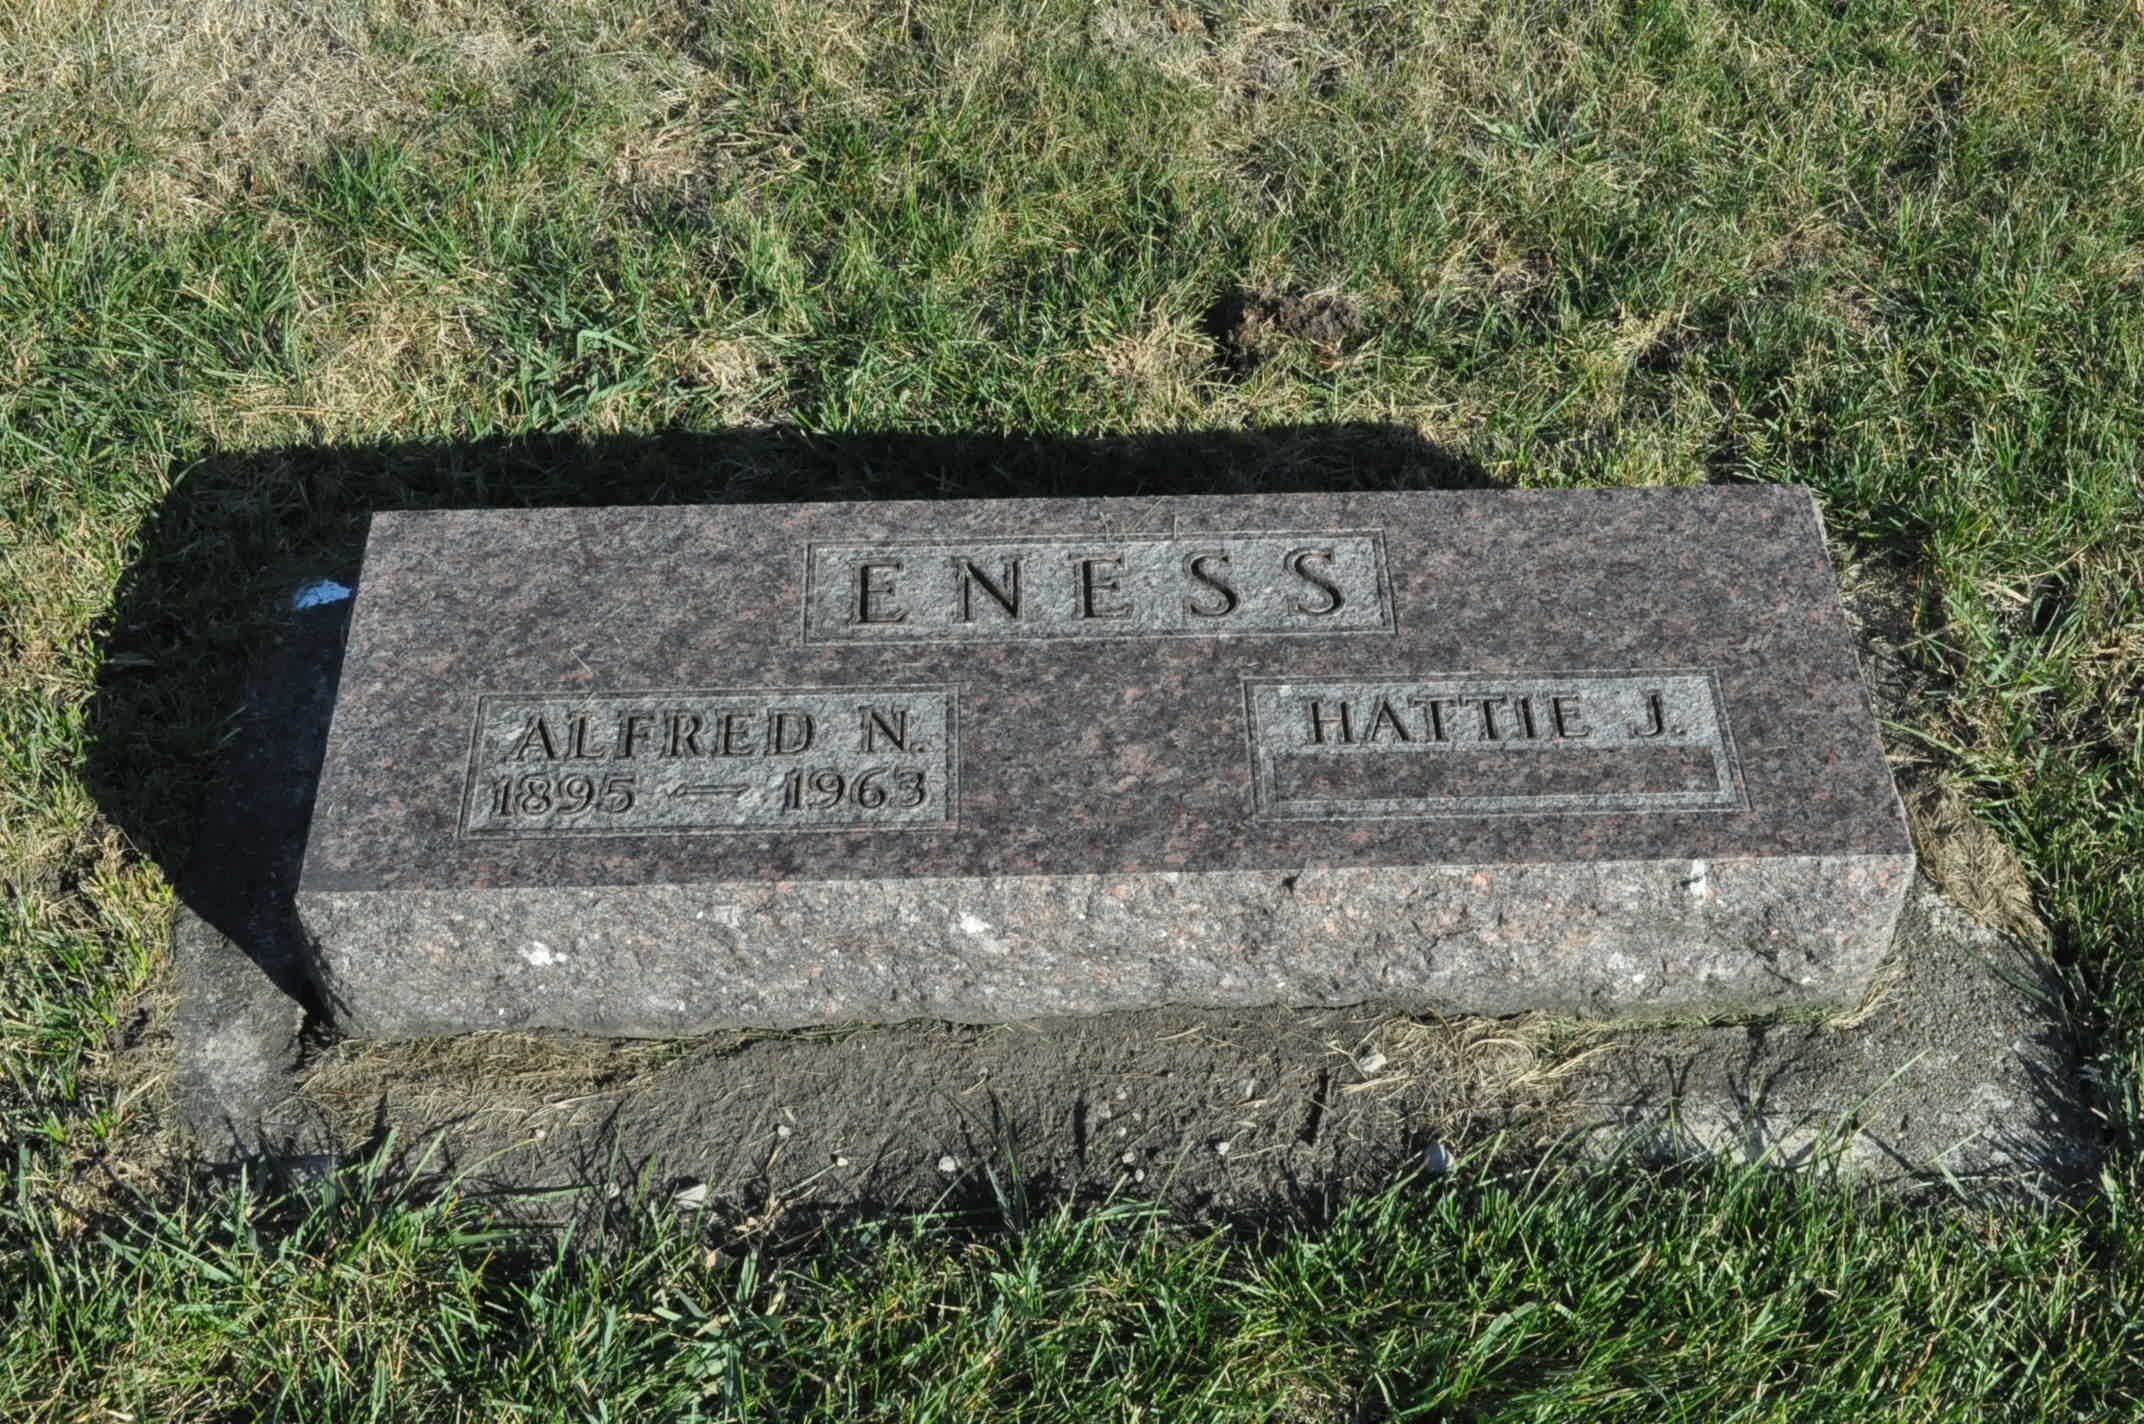 ENESS
ALFRED N.
1895 — 1963
HATTIE J.